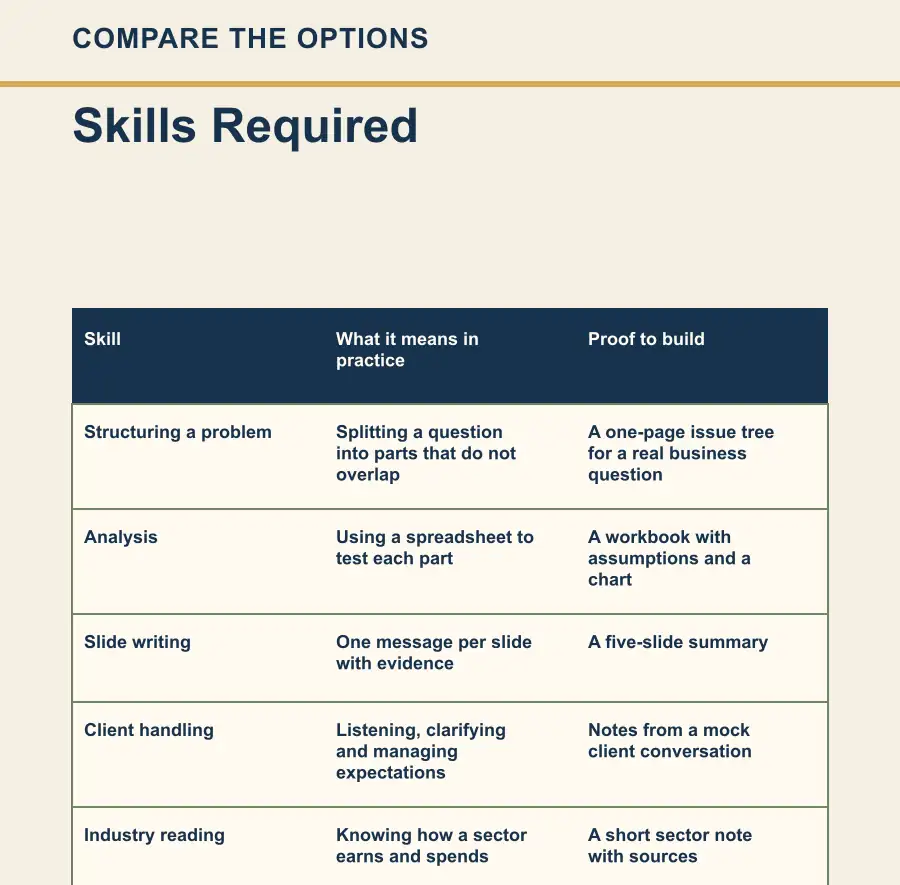 COMPARE THE OPTIONS
Skills Required
Skill
What it means in
practice
Proof to build
Structuring a problem
Splitting a question
into parts that do not
overlap
A one-page issue tree
for a real business
question
Analysis
Using a spreadsheet to
test each part
A workbook with
assumptions and a
chart
Slide writing
One message per slide
with evidence
A five-slide summary
Client handling
Listening, clarifying
and managing
expectations
Notes from a mock
client conversation
Industry reading
Knowing how a sector
earns and spends
A short sector note
with sources